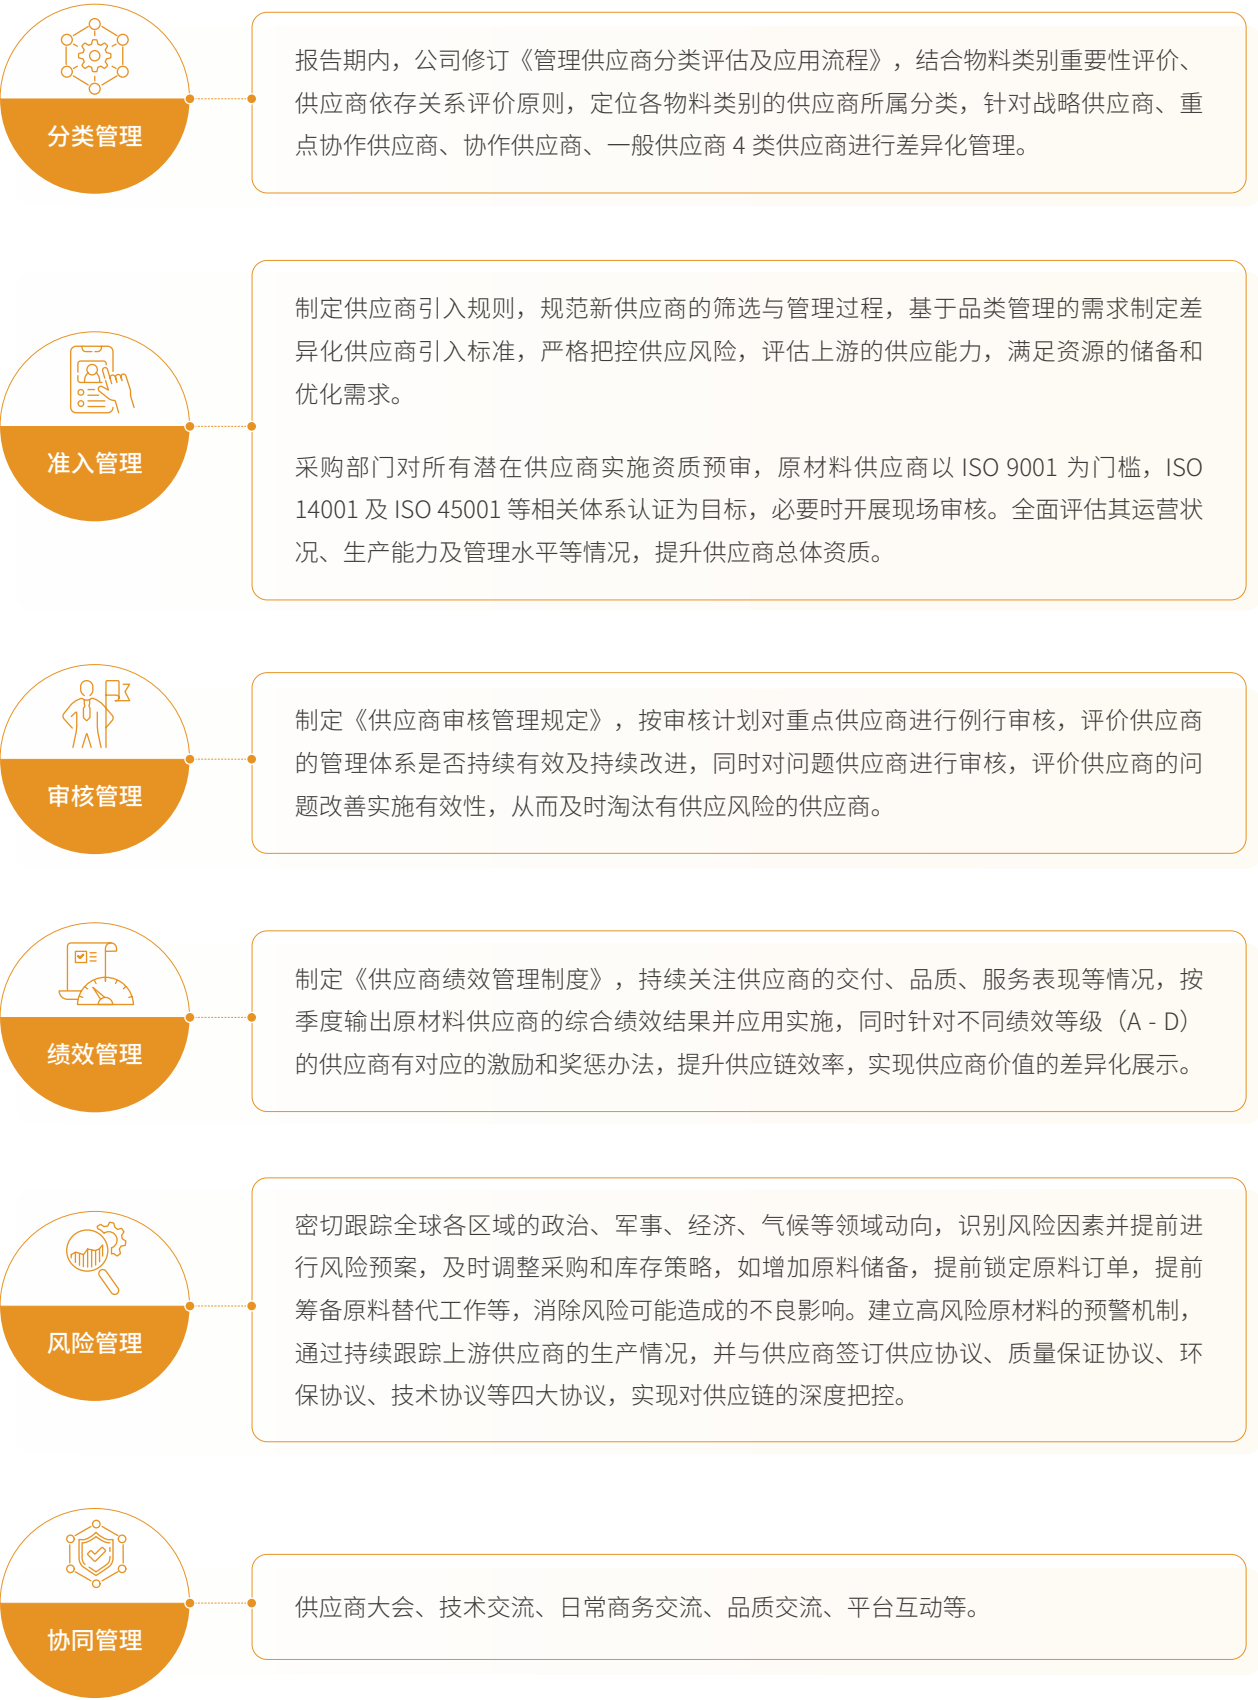 分类管理
报告期内，公司修订《管理供应商分类评估及应用流程》，结合物料类别重要性评价、
供应商依存关系评价原则，定位各物料类别的供应商所属分类，针对战略供应商、重
点协作供应商、协作供应商、一般供应商 4 类供应商进行差异化管理。
准入管理
制定供应商引入规则，规范新供应商的筛选与管理过程，基于品类管理的需求制定差
异化供应商引入标准，严格把控供应风险，评估上游的供应能力，满足资源的储备和
优化需求。
采购部门对所有潜在供应商实施资质预审，原材料供应商以 ISO 9001 为门槛，ISO
14001 及 ISO 45001 等相关体系认证为目标，必要时开展现场审核。全面评估其运营状
况、生产能力及管理水平等情况，提升供应商总体资质。
审核管理
制定《供应商审核管理规定》，按审核计划对重点供应商进行例行审核，评价供应商
的管理体系是否持续有效及持续改进，同时对问题供应商进行审核，评价供应商的问
题改善实施有效性，从而及时淘汰有供应风险的供应商。
绩效管理
制定《供应商绩效管理制度》，持续关注供应商的交付、品质、服务表现等情况，按
季度输出原材料供应商的综合绩效结果并应用实施，同时针对不同绩效等级（A - D）
的供应商有对应的激励和奖惩办法，提升供应链效率，实现供应商价值的差异化展示。
风险管理
密切跟踪全球各区域的政治、军事、经济、气候等领域动向，识别风险因素并提前进
行风险预案，及时调整采购和库存策略，如增加原料储备，提前锁定原料订单，提前
筹备原料替代工作等，消除风险可能造成的不良影响。建立高风险原材料的预警机制，
通过持续跟踪上游供应商的生产情况，并与供应商签订供应协议、质量保证协议、环
保协议、技术协议等四大协议，实现对供应链的深度把控。
协同管理
供应商大会、技术交流、日常商务交流、品质交流、平台互动等。